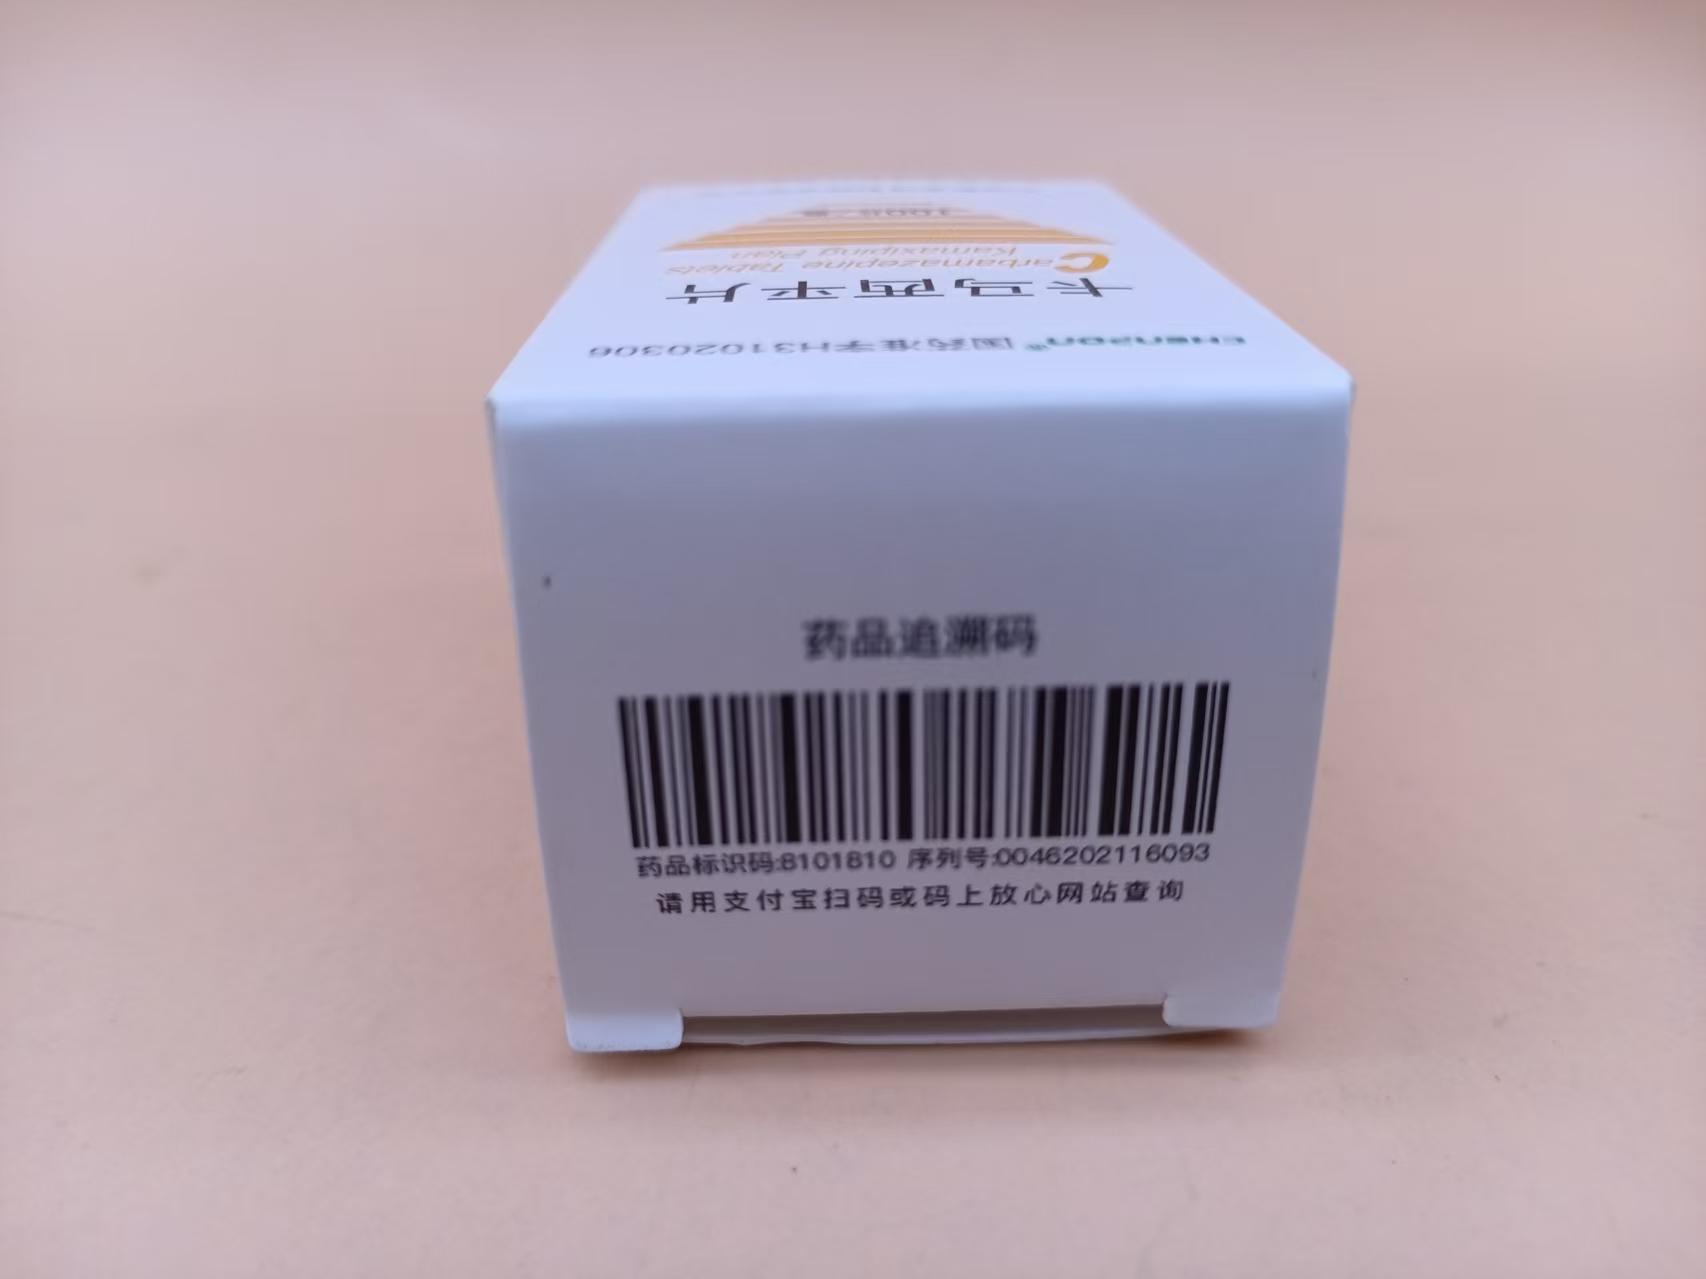 国药准字H31020306
卡马西平片
Carbamazepine Tablets
Kamaxiping Pian
药品追溯码
药品标识码:8101810 序列号:0046202116093
请用支付宝扫码或码上放心网站查询